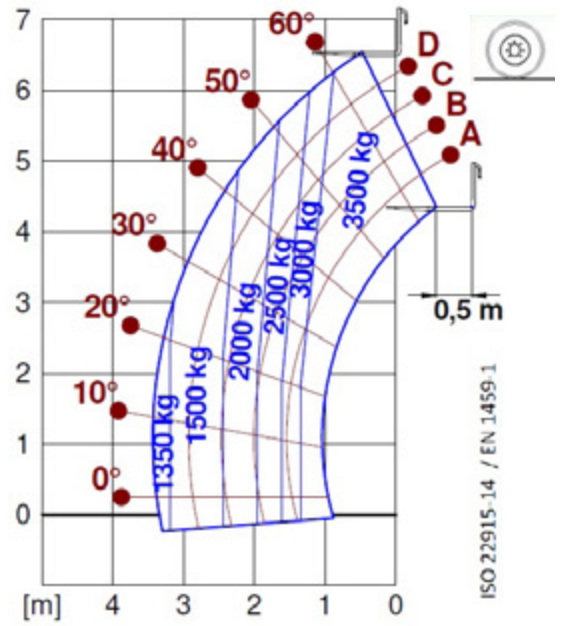 7
60°
D
6
50°
C
B
5
40°
A
3500 kg
4
30°
3000 kg
3
2500 kg
0,5 m
20°
2000 kg
2
1500 kg
10°
1350 kg
1
0°
0
ISO 22915-14 / EN 1459-1
[m] 4 3 2 1 0